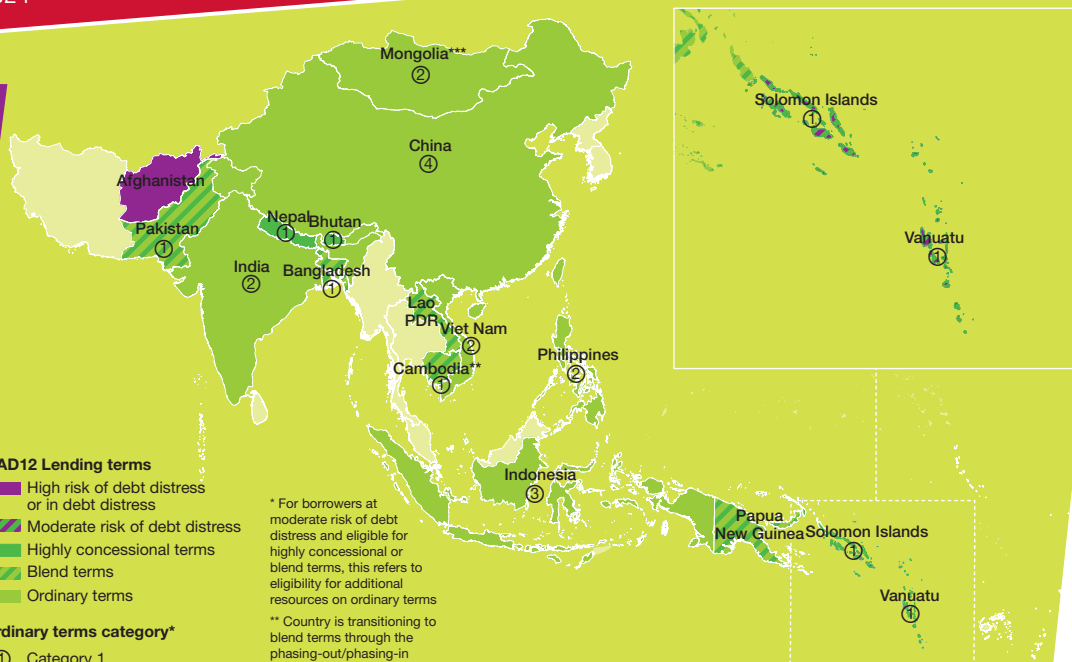 Mongolia***
②
China
④
Afghanistan
Pakistan
①
Nepal
①
Bhutan
①
India
②
Bangladesh
①
Lao
PDR
Viet Nam
②
Cambodia**
①
Philippines
②
Indonesia
③
Papua
New Guinea
Solomon Islands
①
Vanuatu
①
Solomon Islands
①
Vanuatu
①
AD12 Lending terms
High risk of debt distress
or in debt distress
Moderate risk of debt distress
Highly concessional terms
Blend terms
Ordinary terms
rdinary terms category*
① Category 1
* For borrowers at
moderate risk of debt
distress and eligible for
highly concessional or
blend terms, this refers to
eligibility for additional
resources on ordinary terms
** Country is transitioning to
blend terms through the
phasing-out/phasing-in